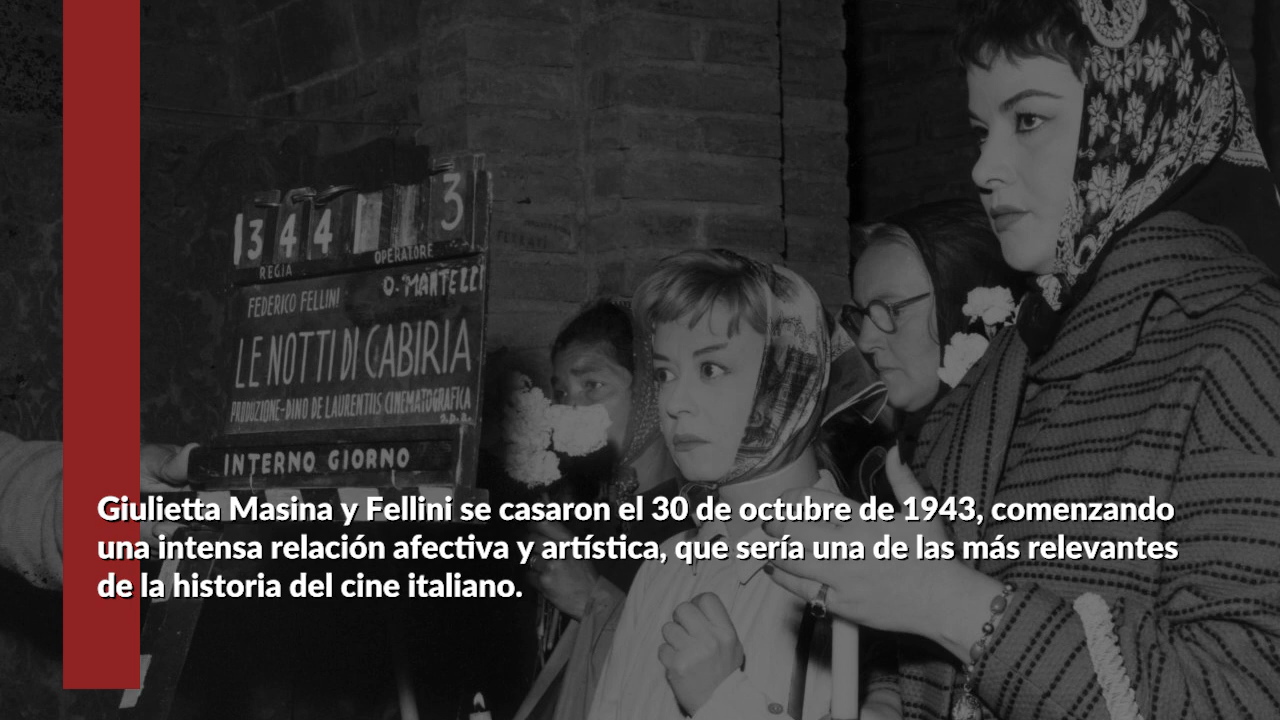 1344 3
REGIA OPERATORE
FEDERICO FELLINI O. MANTELLI
LE NOTTI DI CABIRIA
PRODUZIONE-DINO DE LAURENTIIS CINEMATOGRAFICA
S.P.A.
INTERNO GIORNO
Giulietta Masina y Fellini se casaron el 30 de octubre de 1943, comenzando
una intensa relación afectiva y artística, que sería una de las más relevantes
de la historia del cine italiano.